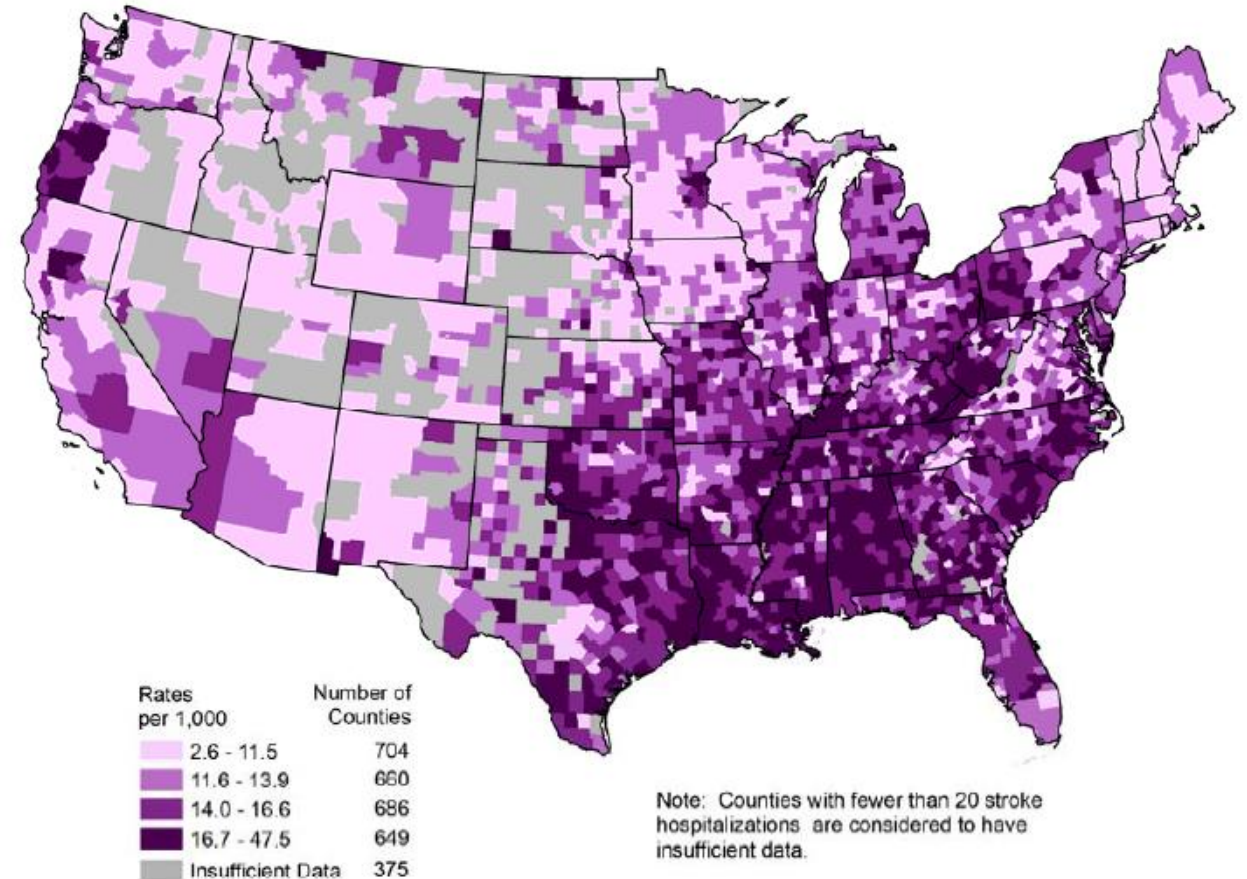 Rates Number of
per 1,000 Counties
2.6 - 11.5 704
11.6 - 13.9 660
14.0 - 16.6 686
16.7 - 47.5 649
Insufficient Data 375
Note: Counties with fewer than 20 stroke
hospitalizations are considered to have
insufficient data.